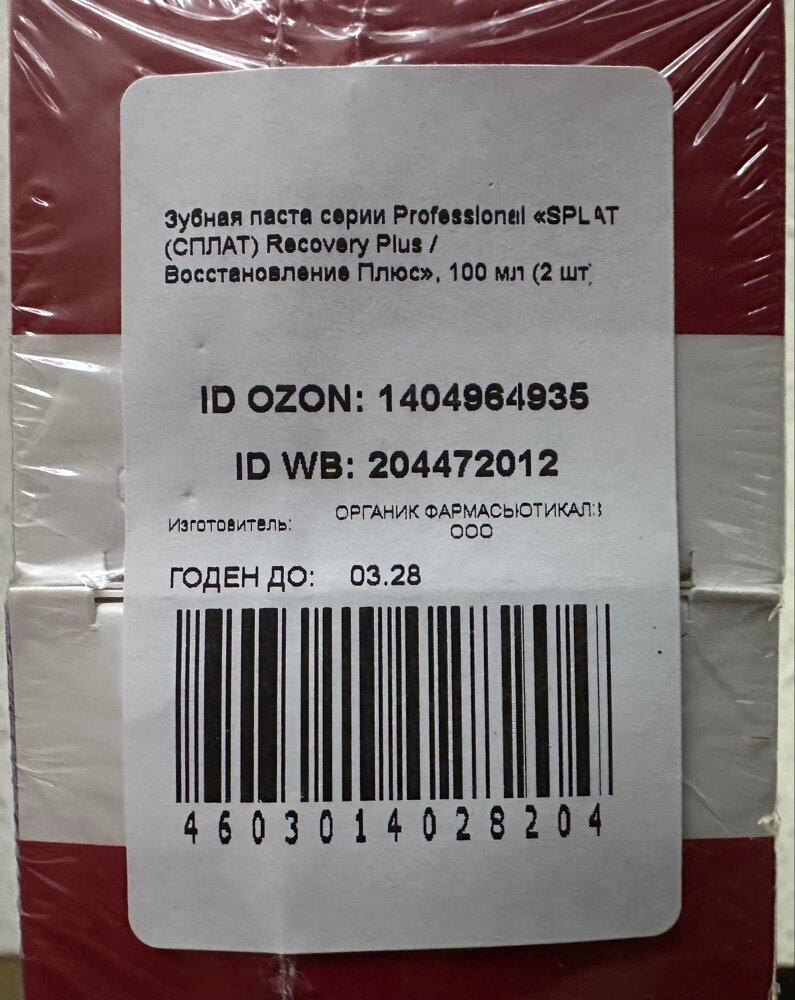 Зубная паста серии Professional «SPLAT
(СПЛАТ) Recovery Plus /
Восстановление Плюс», 100 мл (2 шт)
ID OZON: 1404964935
ID WB: 204472012
Изготовитель: ОРГАНИК ФАРМАСЬЮТИКАЛЗ
ООО
ГОДЕН ДО: 03.28
4603014028204